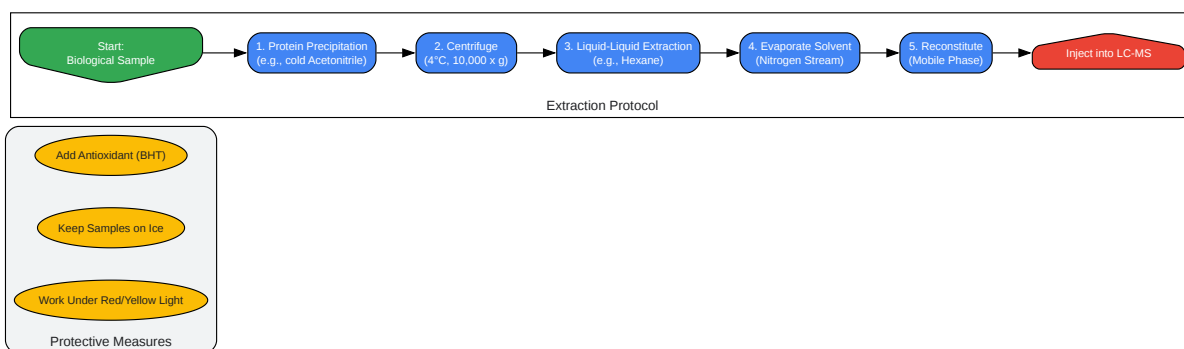 Start:
Biological Sample
1. Protein Precipitation
(e.g., cold Acetonitrile)
2. Centrifuge
(4°C, 10,000 x g)
3. Liquid-Liquid Extraction
(e.g., Hexane)
4. Evaporate Solvent
(Nitrogen Stream)
5. Reconstitute
(Mobile Phase)
Inject into LC-MS
Extraction Protocol
Add Antioxidant (BHT)
Keep Samples on Ice
Work Under Red/Yellow Light
Protective Measures